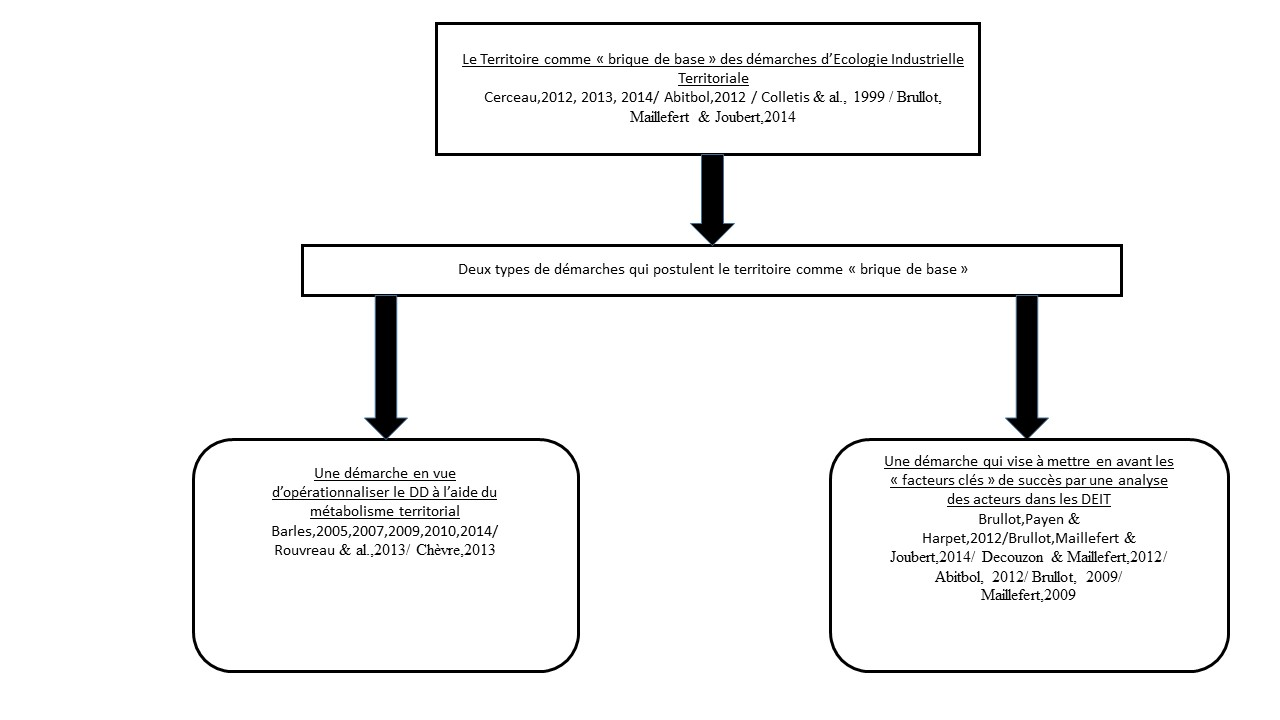 Le Territoire comme « brique de base » des démarches d’Ecologie Industrielle
Territoriale
Cerceau,2012, 2013, 2014/ Abitbol,2012 / Colletis & al., 1999 / Brullot,
Maillefert & Joubert,2014
Deux types de démarches qui postulent le territoire comme « brique de base »
Une démarche en vue
d’opérationnaliser le DD à l’aide du
métabolisme territorial
Barles,2005,2007,2009,2010,2014/
Rouvreau & al.,2013/ Chèvre,2013
Une démarche qui vise à mettre en avant les
« facteurs clés » de succès par une analyse
des acteurs dans les DEIT
Brullot,Payen &
Harpet,2012/Brullot,Maillefert &
Joubert,2014/ Decouzon & Maillefert,2012/
Abitbol, 2012/ Brullot, 2009/
Maillefert,2009